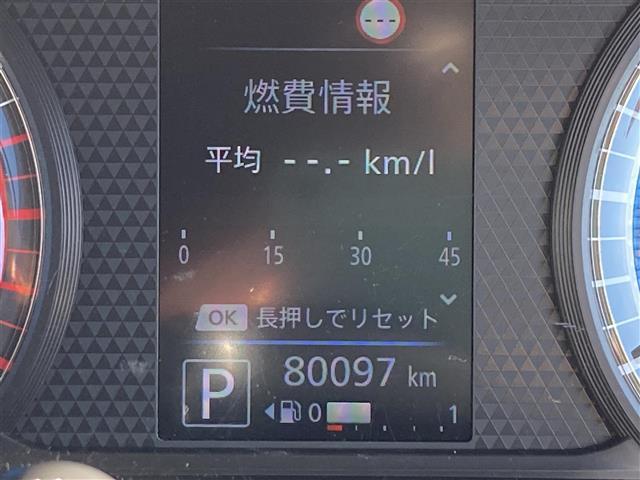 ---
燃費情報
平均 --.- km/l
0 15 30 45
OK 長押しでリセット
P 80097 km
0 1